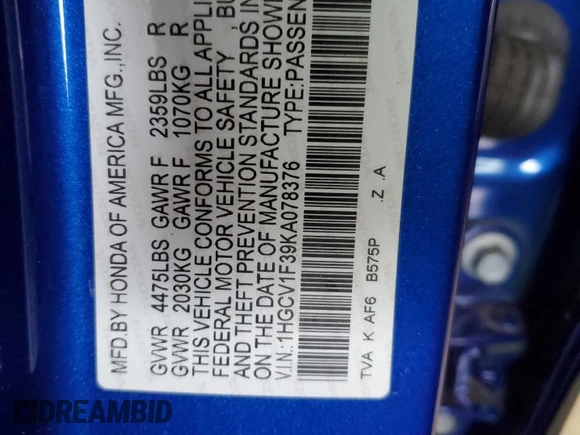 MFD.BY HONDA OF AMERICA MFG.,INC.
GVWR 4475LBS GAWR F 2359LBS R
GVWR 2030KG GAWR F 1070KG R
THIS VEHICLE CONFORMS TO ALL APPLI
FEDERAL MOTOR VEHICLE SAFETY, BU
AND THEFT PREVENTION STANDARDS IN
ON THE DATE OF MANUFACTURE SHOWN
V.I.N.:1HGCV1F39KA078376 TYPE:PASSEN
TVA K AF6 B575P .Z .A
DREAMBID